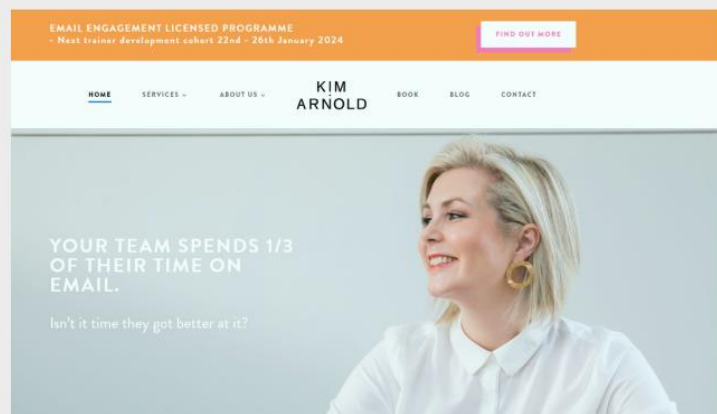 EMAIL ENGAGEMENT LICENSED PROGRAMME
- Next trainer development cohort 22nd - 26th January 2024
FIND OUT MORE
HOME
SERVICES
ABOUT US
KIM
ARNOLD
BOOK
BLOG
CONTACT
YOUR TEAM SPENDS 1/3
OF THEIR TIME ON
EMAIL.
Isn't it time they got better at it?